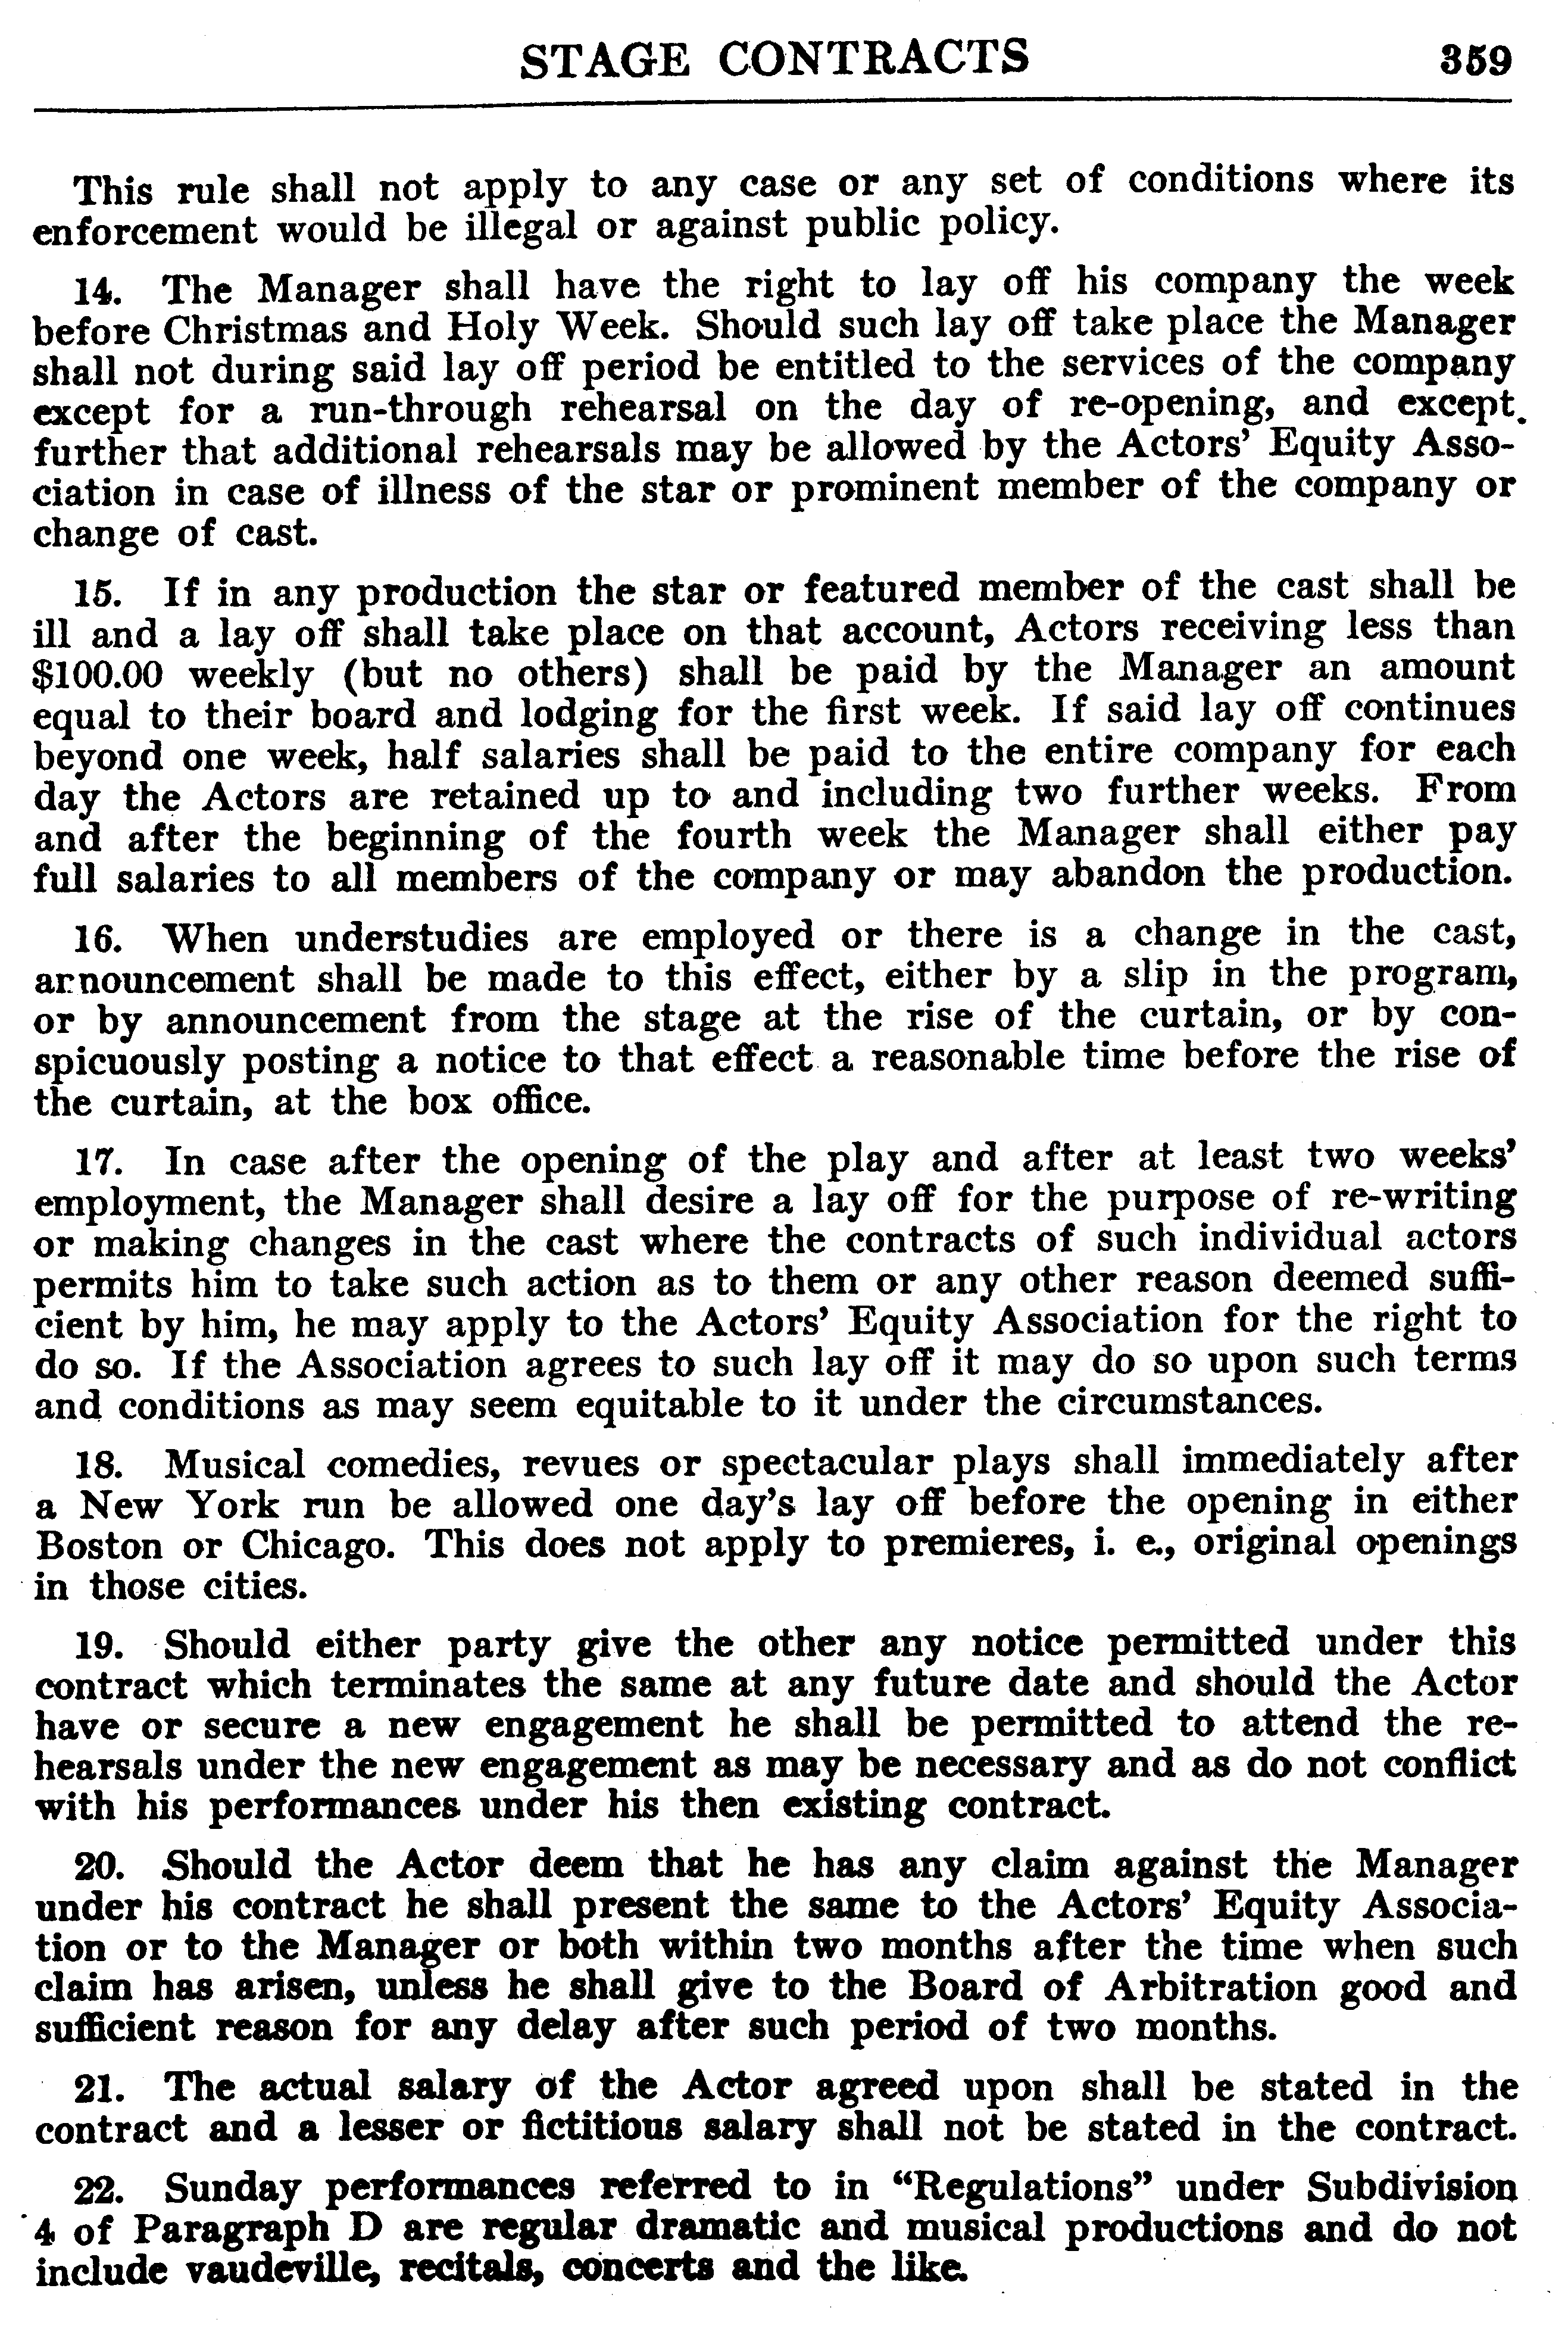 STAGE CONTRACTS 359
This rule shall not apply to any case or any set of conditions where its
enforcement would be illegal or against public policy.
14. The Manager shall have the right to lay off his company the week
before Christmas and Holy Week. Should such lay off take place the Manager
shall not during said lay off period be entitled to the services of the company
except for a run-through rehearsal on the day of re-opening, and except
further that additional rehearsals may be allowed by the Actors' Equity Asso-
ciation in case of illness of the star or prominent member of the company or
change of cast.
15. If in any production the star or featured member of the cast shall be
ill and a lay off shall take place on that account, Actors receiving less than
$100.00 weekly (but no others) shall be paid by the Manager an amount
equal to their board and lodging for the first week. If said lay off continues
beyond one week, half salaries shall be paid to the entire company for each
day the Actors are retained up to and including two further weeks. From
and after the beginning of the fourth week the Manager shall either pay
full salaries to all members of the company or may abandon the production.
16. When understudies are employed or there is a change in the cast,
announcement shall be made to this effect, either by a slip in the program,
or by announcement from the stage at the rise of the curtain, or by con-
spicuously posting a notice to that effect a reasonable time before the rise of
the curtain, at the box office.
17. In case after the opening of the play and after at least two weeks'
employment, the Manager shall desire a lay off for the purpose of re-writing
or making changes in the cast where the contracts of such individual actors
permits him to take such action as to them or any other reason deemed suffi-
cient by him, he may apply to the Actors' Equity Association for the right to
do so. If the Association agrees to such lay off it may do so upon such terms
and conditions as may seem equitable to it under the circumstances.
18. Musical comedies, revues or spectacular plays shall immediately after
a New York run be allowed one day's lay off before the opening in either
Boston or Chicago. This does not apply to premieres, i. e., original openings
in those cities.
19. Should either party give the other any notice permitted under this
contract which terminates the same at any future date and should the Actor
have or secure a new engagement he shall be permitted to attend the re-
hearsals under the new engagement as may be necessary and as do not conflict
with his performances under his then existing contract.
20. Should the Actor deem that he has any claim against the Manager
under his contract he shall present the same to the Actors' Equity Associa-
tion or to the Manager or both within two months after the time when such
claim has arisen, unless he shall give to the Board of Arbitration good and
sufficient reason for any delay after such period of two months.
21. The actual salary of the Actor agreed upon shall be stated in the
contract and a lesser or fictitious salary shall not be stated in the contract.
22. Sunday performances referred to in "Regulations" under Subdivision
4 of Paragraph D are regular dramatic and musical productions and do not
include vaudeville, recitals, concerts and the like.